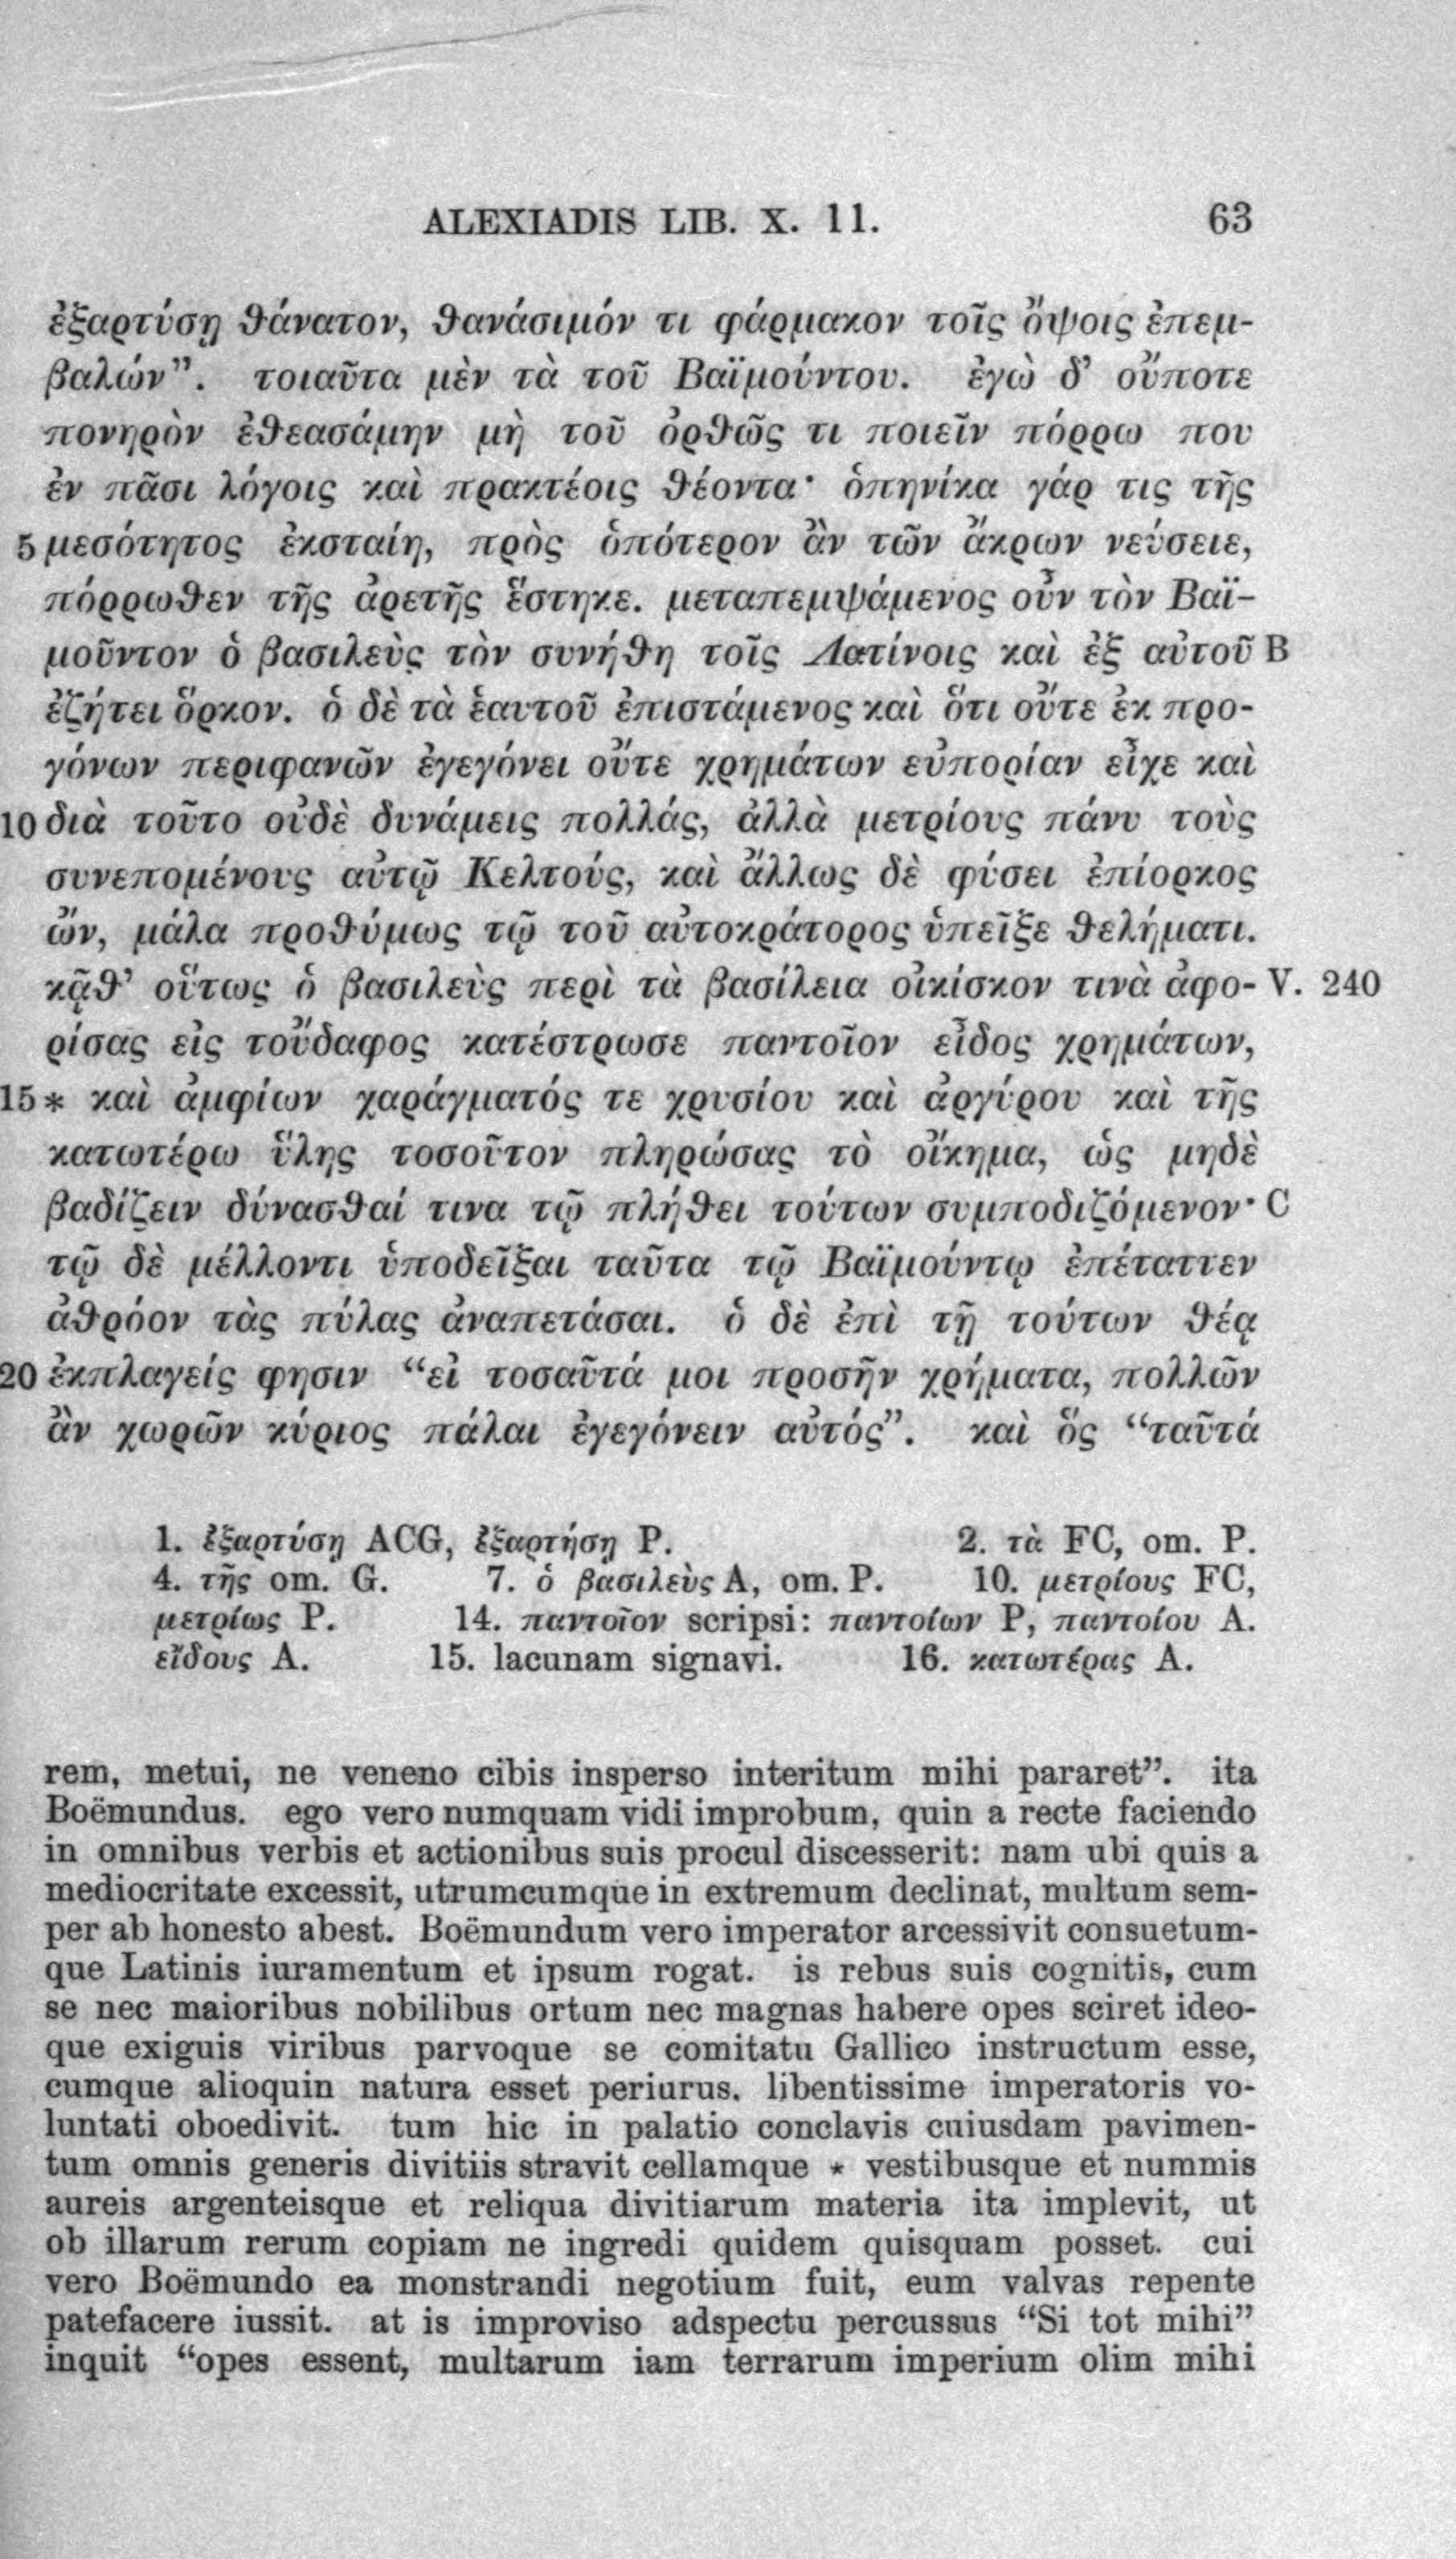 ALEXIADIS LIB. X. 11. 63
ἐξαρτύσῃ θάνατον, θανάσιμόν τι φάρμακον τοῖς ὄψοις ἐπεμ-
βαλών”. τοιαῦτα μὲν τὰ τοῦ Βαϊμούντου. ἐγὼ δ’ οὔποτε
πονηρὸν ἐθεασάμην μὴ τοῦ ὀρθῶς τι ποιεῖν πόρρω που
ἐν πᾶσι λόγοις καὶ πρακτέοις θέοντα· ὁπηνίκα γάρ τις τῆς
5 μεσότητος ἐκσταίη, πρὸς ὁπότερον ἂν τῶν ἄκρων νεύσειε,
πόρρωθεν τῆς ἀρετῆς ἕστηκε. μεταπεμψάμενος οὖν τὸν Βαϊ-
μοῦντον ὁ βασιλεὺς τὸν συνήθη τοῖς Λατίνοις καὶ ἐξ αὐτοῦ B
ἐζήτει ὅρκον. ὁ δὲ τὰ ἑαυτοῦ ἐπιστάμενος καὶ ὅτι οὔτε ἐκ προ-
γόνων περιφανῶν ἐγεγόνει οὔτε χρημάτων εὐπορίαν εἶχε καὶ
10 διὰ τοῦτο οὐδὲ δυνάμεις πολλάς, ἀλλὰ μετρίους πάνυ τοὺς
συνεπομένους αὐτῷ Κελτούς, καὶ ἄλλως δὲ φύσει ἐπίορκος
ὤν, μάλα προθύμως τῷ τοῦ αὐτοκράτορος ὑπεῖξε θελήματι.
κᾆθ’ οὕτως ὁ βασιλεὺς περὶ τὰ βασίλεια οἰκίσκον τινὰ ἀφο- V. 240
ρίσας εἰς τοὔδαφος κατέστρωσε παντοῖον εἶδος χρημάτων,
15 * καὶ ἀμφίων χαράγματός τε χρυσίου καὶ ἀργύρου καὶ τῆς
κατωτέρω ὕλης τοσοῦτον πληρώσας τὸ οἴκημα, ὡς μηδὲ
βαδίζειν δύνασθαί τινα τῷ πλήθει τούτων συμποδιζόμενον· C
τῷ δὲ μέλλοντι ὑποδεῖξαι ταῦτα τῷ Βαϊμούντῳ ἐπέταττεν
ἀθρόον τὰς πύλας ἀναπετάσαι. ὁ δὲ ἐπὶ τῇ τούτων θέᾳ
20 ἐκπλαγείς φησιν “εἰ τοσαῦτά μοι προσῆν χρήματα, πολλῶν
ἂν χωρῶν κύριος πάλαι ἐγεγόνειν αὐτός”. καὶ ὅς “ταῦτά
1. ἐξαρτύσῃ ACG, ἐξαρτήσῃ P. 2. τὰ FC, om. P.
4. τῆς om. G. 7. ὁ βασιλεὺς A, om. P. 10. μετρίους FC,
μετρίως P. 14. παντοῖον scripsi: παντοίων P, παντοίου A.
εἴδους A. 15. lacunam signavi. 16. κατωτέρας A.
rem, metui, ne veneno cibis insperso interitum mihi pararet”. ita
Boëmundus. ego vero numquam vidi improbum, quin a recte faciendo
in omnibus verbis et actionibus suis procul discesserit: nam ubi quis a
mediocritate excessit, utrumcumque in extremum declinat, multum sem-
per ab honesto abest. Boëmundum vero imperator arcessivit consuetum-
que Latinis iuramentum et ipsum rogat. is rebus suis cognitis, cum
se nec maioribus nobilibus ortum nec magnas habere opes sciret ideo-
que exiguis viribus parvoque se comitatu Gallico instructum esse,
cumque alioquin natura esset periurus. libentissime imperatoris vo-
luntati oboedivit. tum hic in palatio conclavis cuiusdam pavimen-
tum omnis generis divitiis stravit cellamque * vestibusque et nummis
aureis argenteisque et reliqua divitiarum materia ita implevit, ut
ob illarum rerum copiam ne ingredi quidem quisquam posset. cui
vero Boëmundo ea monstrandi negotium fuit, eum valvas repente
patefacere iussit. at is improviso adspectu percussus “Si tot mihi”
inquit “opes essent, multarum iam terrarum imperium olim mihi